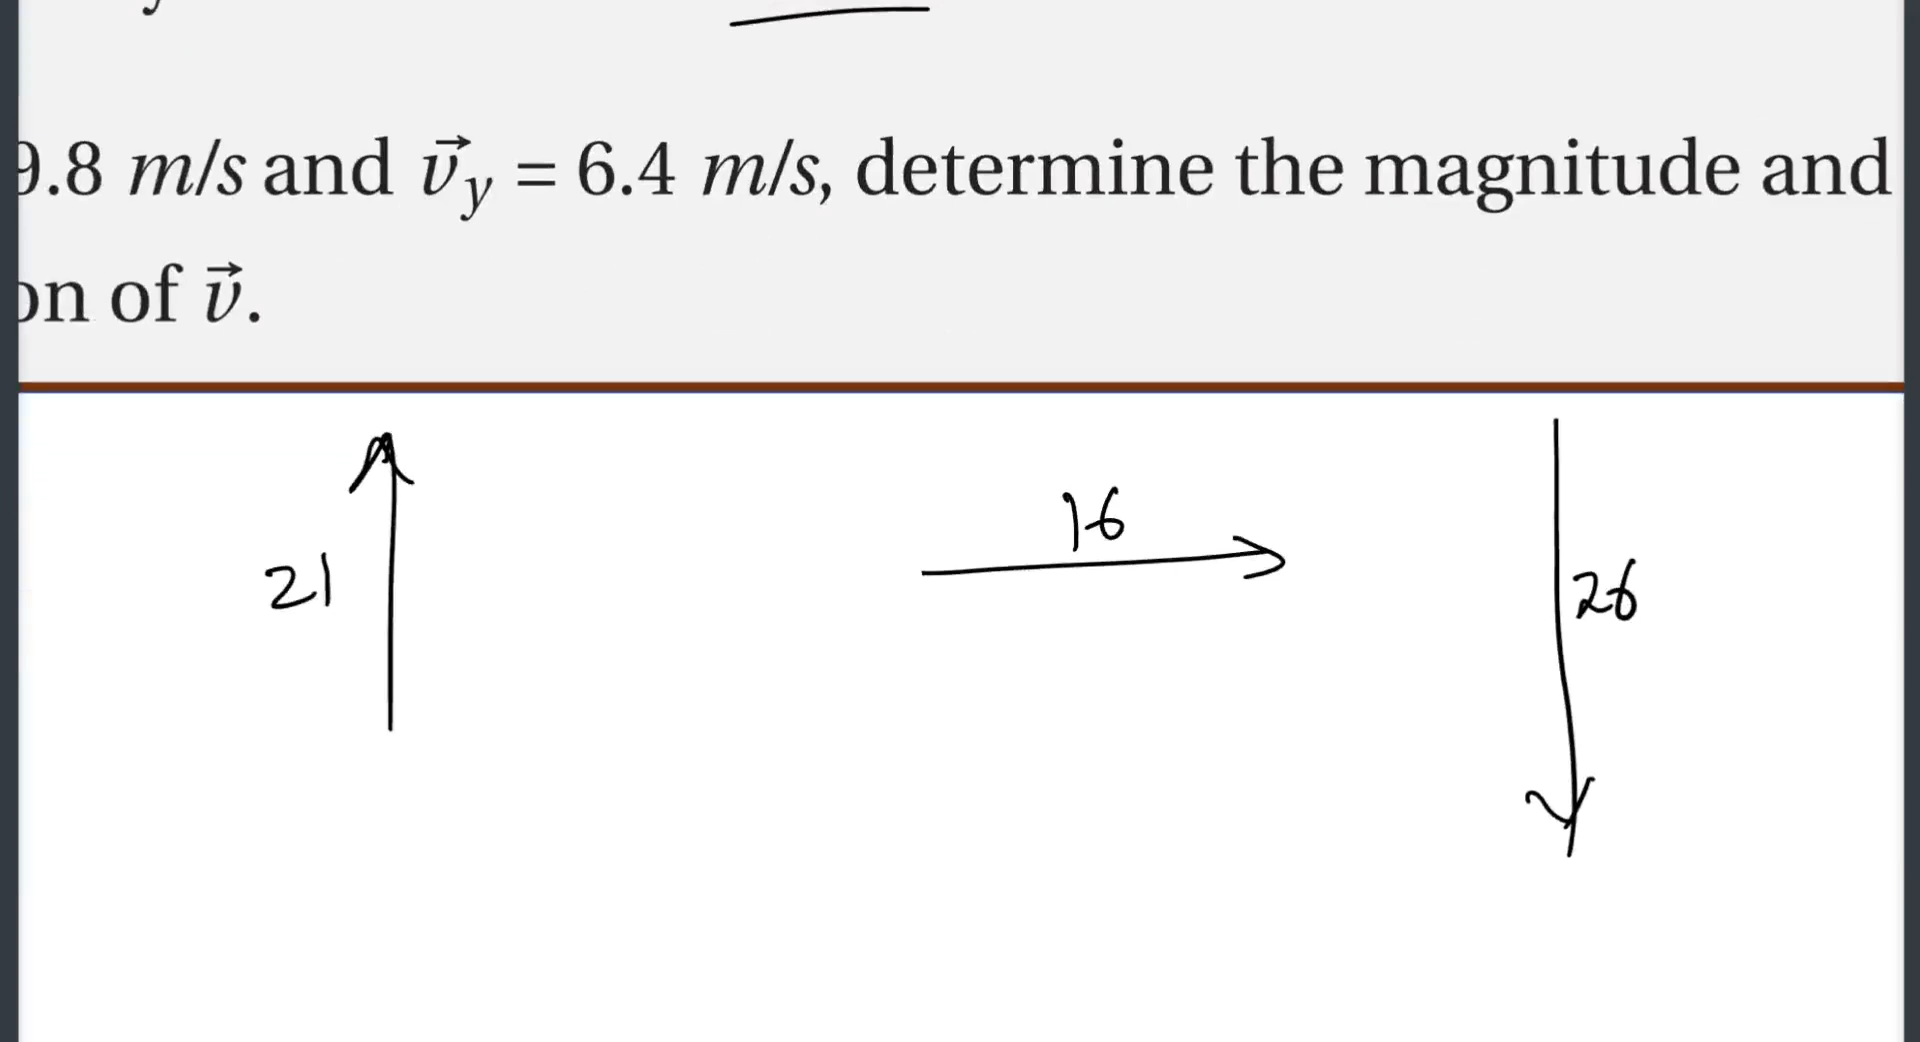 9.8 m/s and v⃗y = 6.4 m/s, determine the magnitude and
on of v⃗.
16
21
26